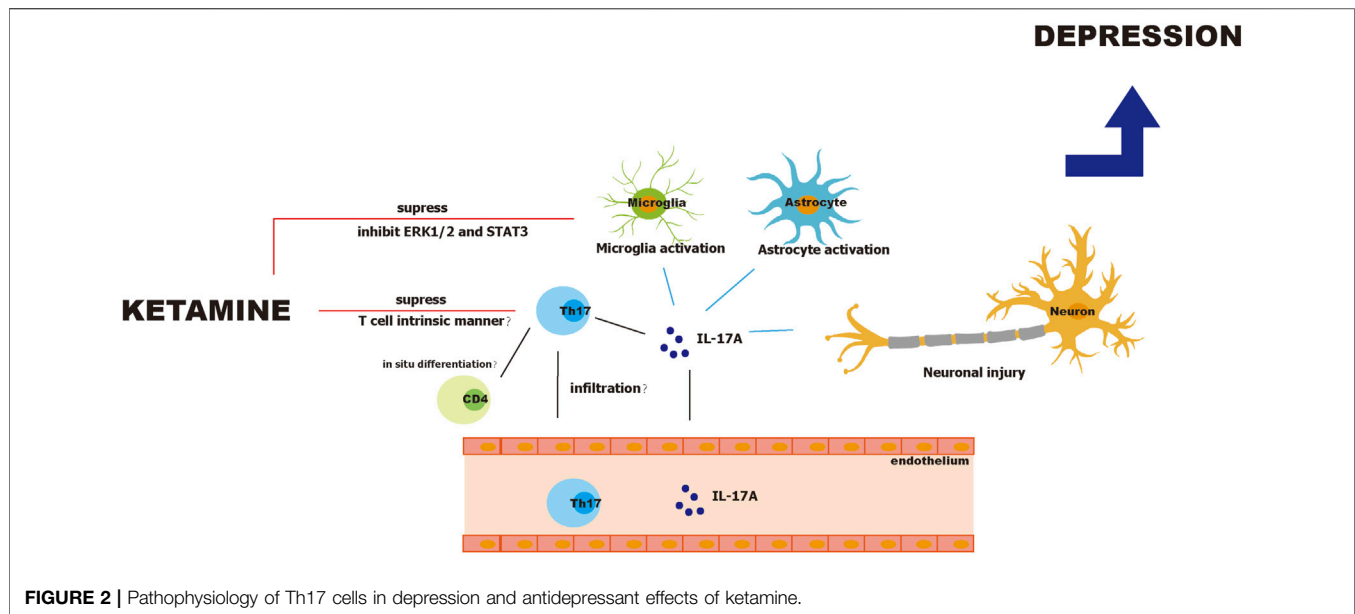 DEPRESSION
Microglia
Astrocyte
supress
inhibit ERK1/2 and STAT3
Microglia activation
Astrocyte activation
KETAMINE
supress
T cell intrinsic manner?
Th17
IL-17A
Neuron
in situ differentiation?
Neuronal injury
CD4
infiltration?
endothelium
Th17
IL-17A
FIGURE 2 | Pathophysiology of Th17 cells in depression and antidepressant effects of ketamine.